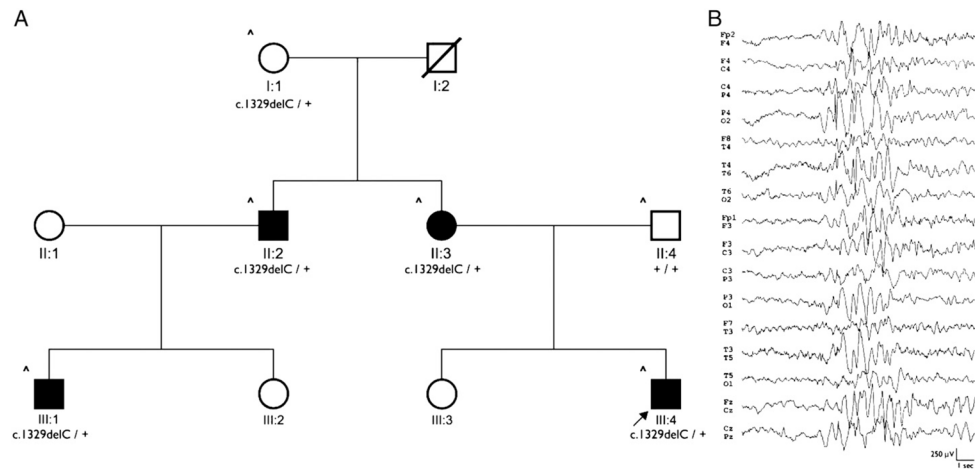 A
^
I:1
c.1329delC / +
I:2
II:1
^
II:2
c.1329delC / +
^
II:3
c.1329delC / +
^
II:4
+ / +
^
III:1
c.1329delC / +
III:2
III:3
^
III:4
c.1329delC / +
B
Fp2
F4
F4
C4
C4
P4
P4
O2
F8
T4
T4
T6
T6
O2
Fp1
F3
F3
C3
C3
P3
P3
O1
F7
T3
T3
T5
T5
O1
Fz
Cz
Cz
Pz
250 µV
1 sec